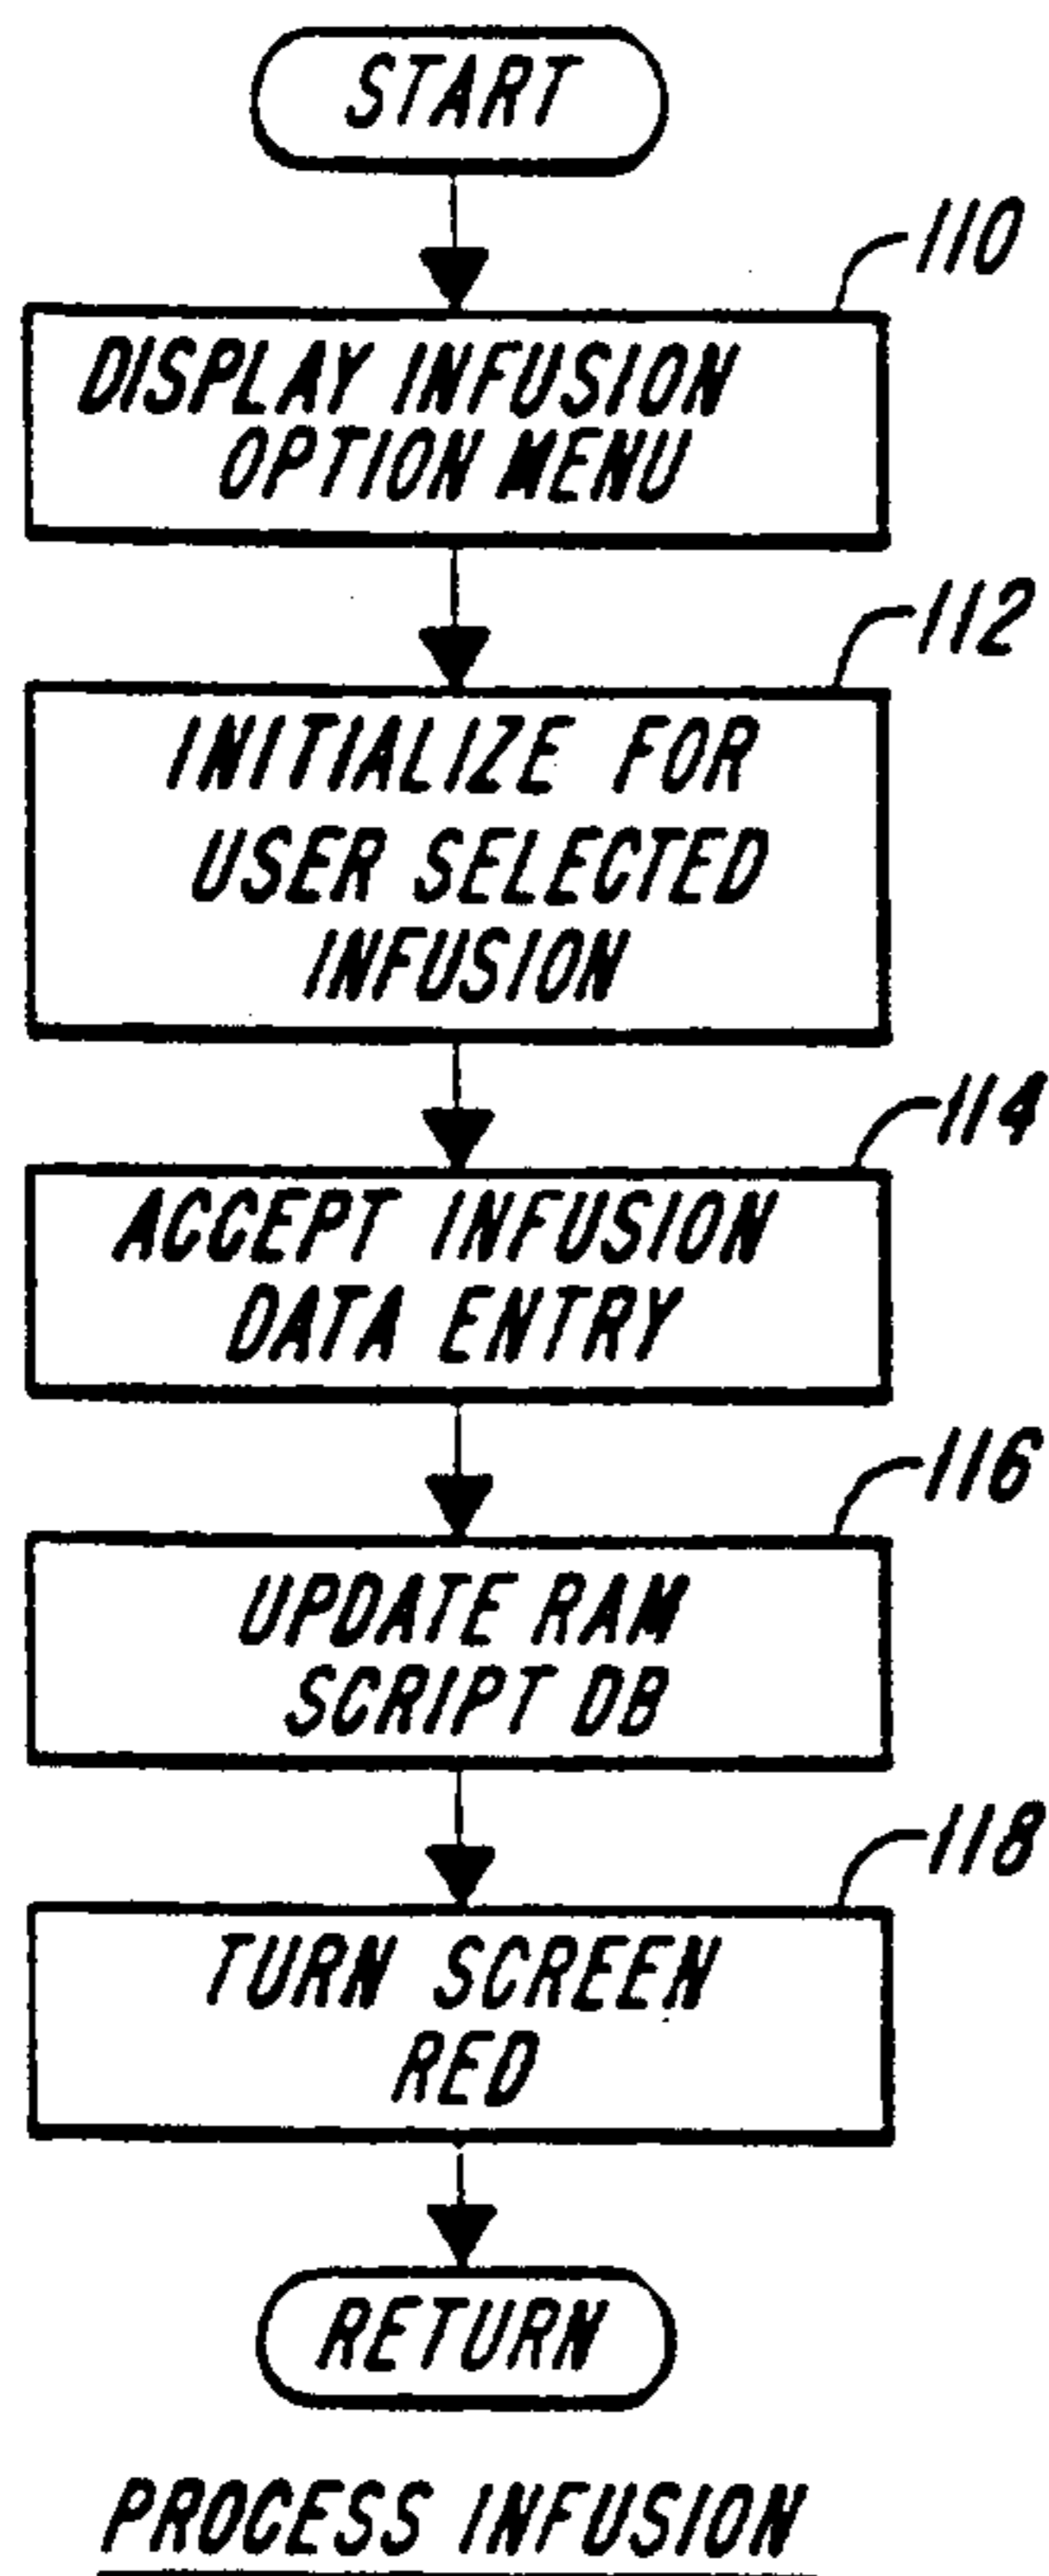 START
110
DISPLAY INFUSION
OPTION MENU
112
INITIALIZE FOR
USER SELECTED
INFUSION
114
ACCEPT INFUSION
DATA ENTRY
116
UPDATE RAM
SCRIPT DB
118
TURN SCREEN
RED
RETURN
PROCESS INFUSION